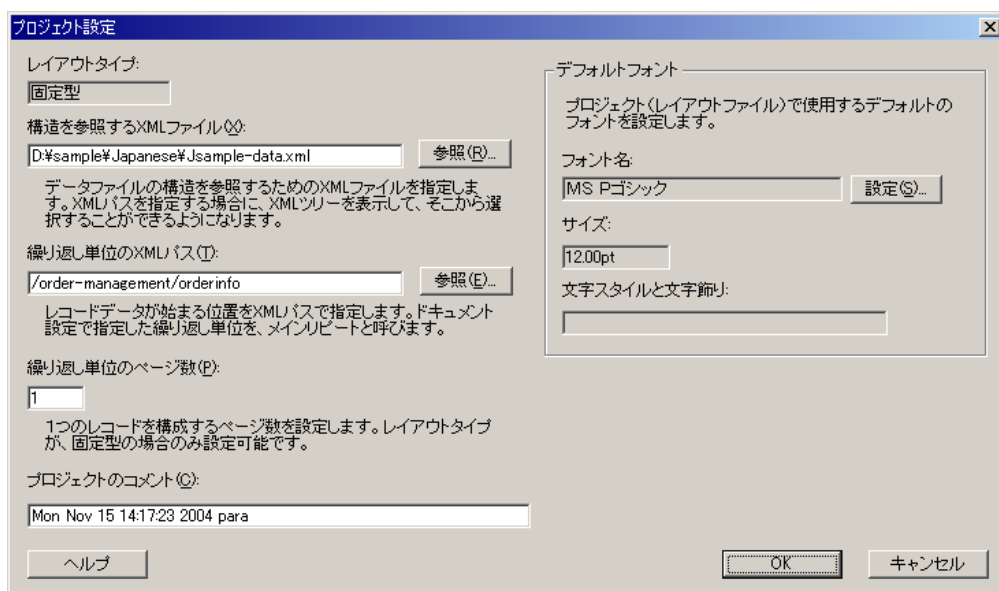 プロジェクト設定
レイアウトタイプ:
固定型
構造を参照するXMLファイル(X):
D:¥sample¥Japanese¥Jsample-data.xml
参照(R)...
データファイルの構造を参照するためのXMLファイルを指定しま
す。XMLパスを指定する場合に、XMLツリーを表示して、そこから選
択することができるようになります。
繰り返し単位のXMLパス(T):
/order-management/orderinfo
参照(E)...
レコードデータが始まる位置をXMLパスで指定します。ドキュメント
設定で指定した繰り返し単位を、メインリピートと呼びます。
繰り返し単位のページ数(P):
1
1つのレコードを構成するページ数を設定します。レイアウトタイプ
が、固定型の場合のみ設定可能です。
プロジェクトのコメント(C):
Mon Nov 15 14:17:23 2004 para
デフォルトフォント
プロジェクト(レイアウトファイル)で使用するデフォルトの
フォントを設定します。
フォント名:
MS Pゴシック
設定(S)...
サイズ:
12.00pt
文字スタイルと文字飾り:
ヘルプ
OK
キャンセル